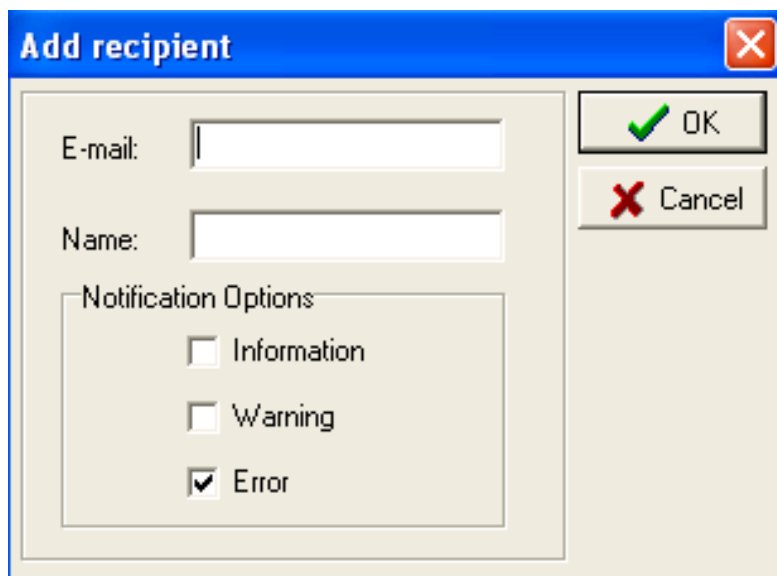 Add recipient
E-mail:
OK
Cancel
Name:
Notification Options
Information
Warning
Error